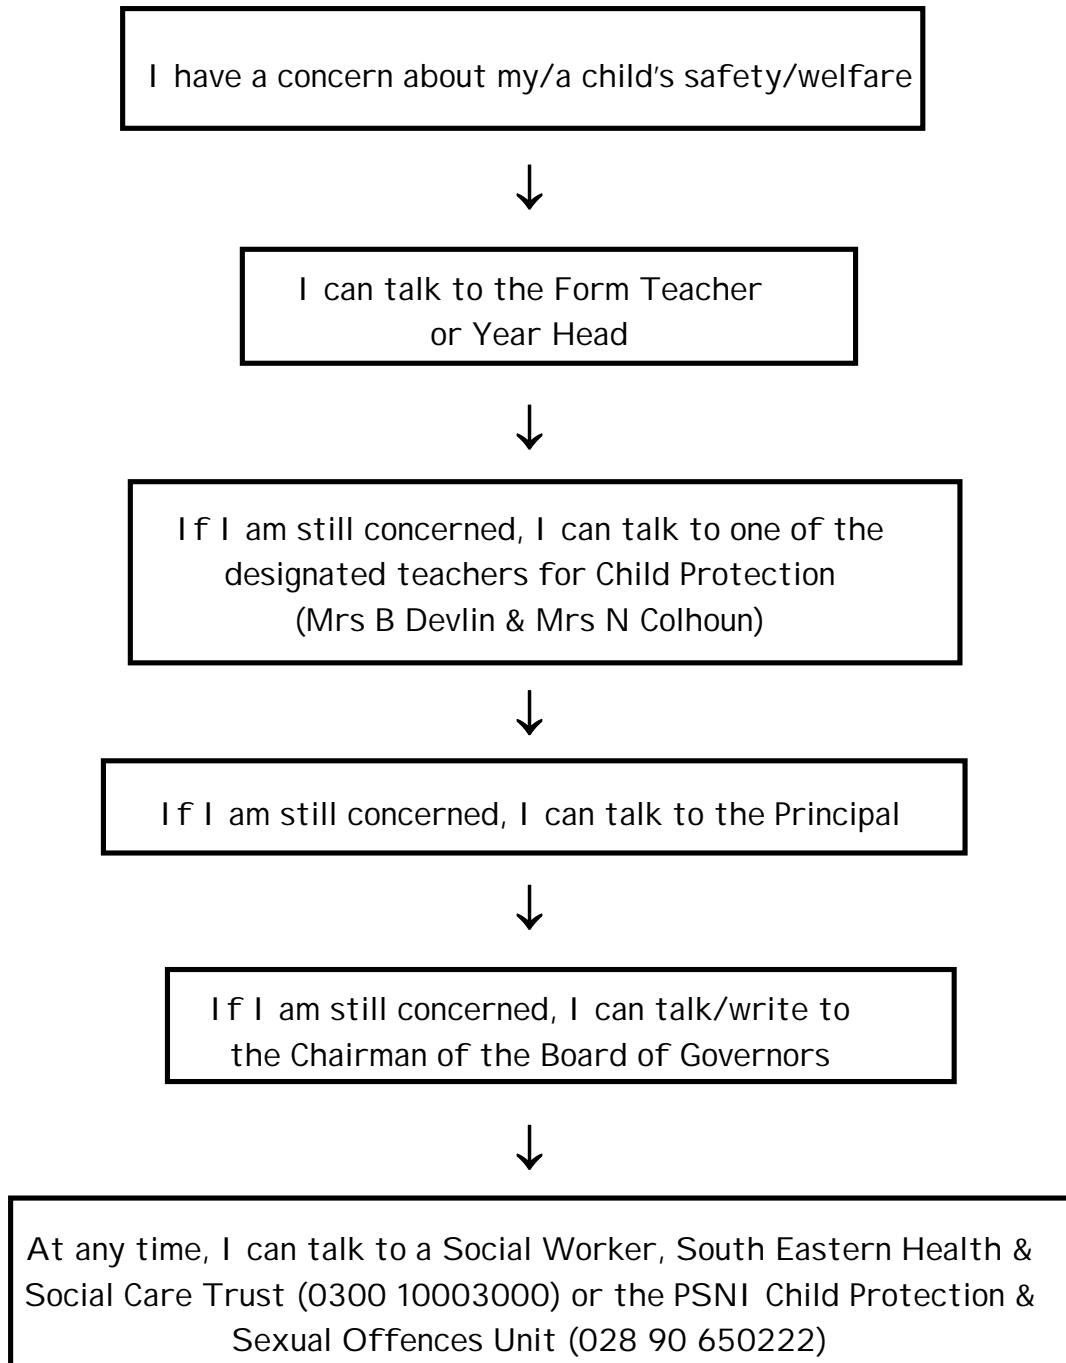 I have a concern about my/a child's safety/welfare
I can talk to the Form Teacher
or Year Head
If I am still concerned, I can talk to one of the
designated teachers for Child Protection
(Mrs B Devlin & Mrs N Colhoun)
If I am still concerned, I can talk to the Principal
If I am still concerned, I can talk/write to
the Chairman of the Board of Governors
At any time, I can talk to a Social Worker, South Eastern Health &
Social Care Trust (0300 10003000) or the PSNI Child Protection &
Sexual Offences Unit (028 90 650222)